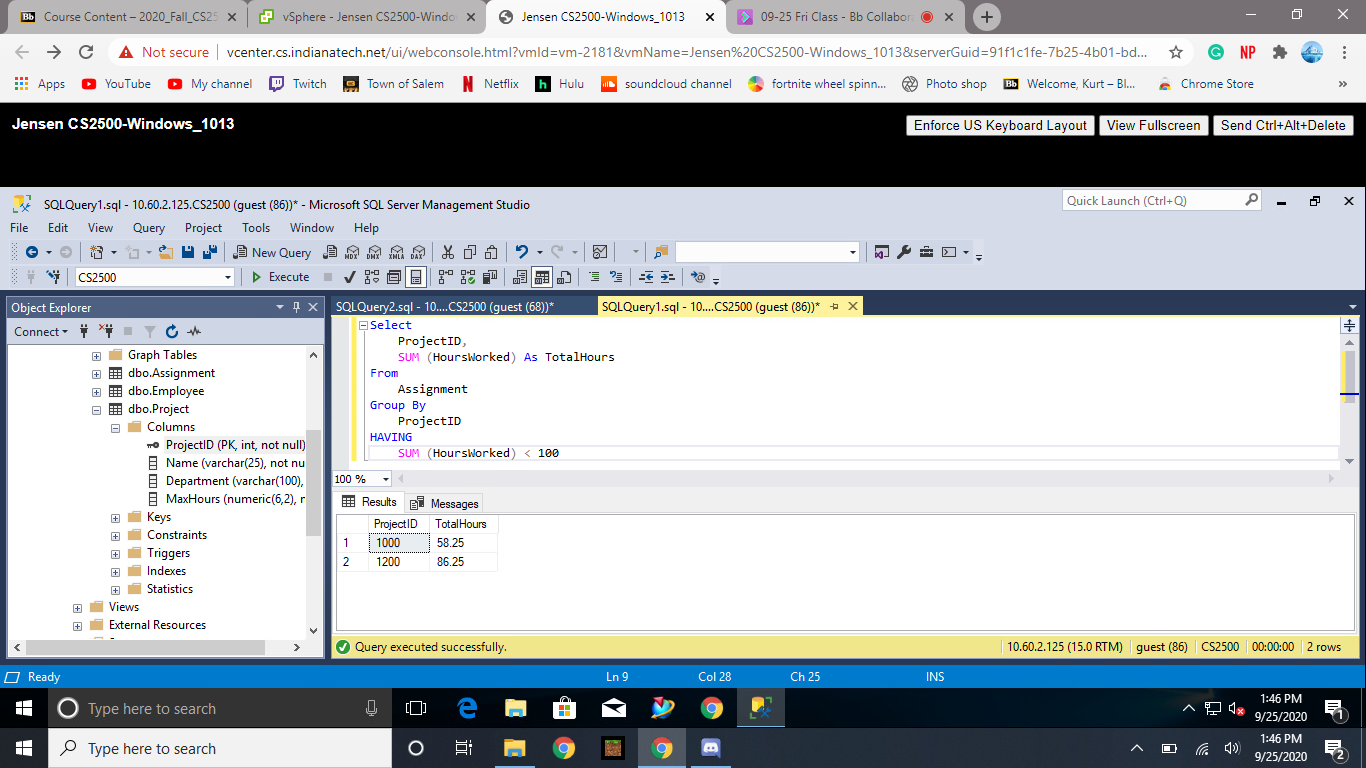 Course Content – 2020_Fall_CS25
vSphere - Jensen CS2500-Windo
Jensen CS2500-Windows_1013
09-25 Fri Class - Bb Collabora
Not secure | vcenter.cs.indianatech.net/ui/webconsole.html?vmId=vm-2181&vmName=Jensen%20CS2500-Windows_1013&serverGuid=91f1c1fe-7b25-4b01-bd...
NP
Apps YouTube My channel Twitch Town of Salem Netflix Hulu soundcloud channel fortnite wheel spinn... Photo shop Welcome, Kurt – Bl... Chrome Store »
Jensen CS2500-Windows_1013
Enforce US Keyboard Layout View Fullscreen Send Ctrl+Alt+Delete
SQLQuery1.sql - 10.60.2.125.CS2500 (guest (86))* - Microsoft SQL Server Management Studio
Quick Launch (Ctrl+Q)
File Edit View Query Project Tools Window Help
New Query MDX DMX XMLA DAX
CS2500 Execute
Object Explorer
SQLQuery2.sql - 10....CS2500 (guest (68))*
SQLQuery1.sql - 10....CS2500 (guest (86))*
Connect
Graph Tables
dbo.Assignment
dbo.Employee
dbo.Project
Columns
ProjectID (PK, int, not null)
Name (varchar(25), not nu
Department (varchar(100),
MaxHours (numeric(6,2), r
Keys
Constraints
Triggers
Indexes
Statistics
Views
External Resources
Select
ProjectID,
SUM (HoursWorked) As TotalHours
From
Assignment
Group By
ProjectID
HAVING
SUM (HoursWorked) < 100
100 %
Results Messages
ProjectID TotalHours
1 1000 58.25
2 1200 86.25
Query executed successfully.
10.60.2.125 (15.0 RTM) guest (86) CS2500 00:00:00 2 rows
Ready Ln 9 Col 28 Ch 25 INS
Type here to search
1:46 PM
9/25/2020
1
Type here to search
1:46 PM
9/25/2020
2